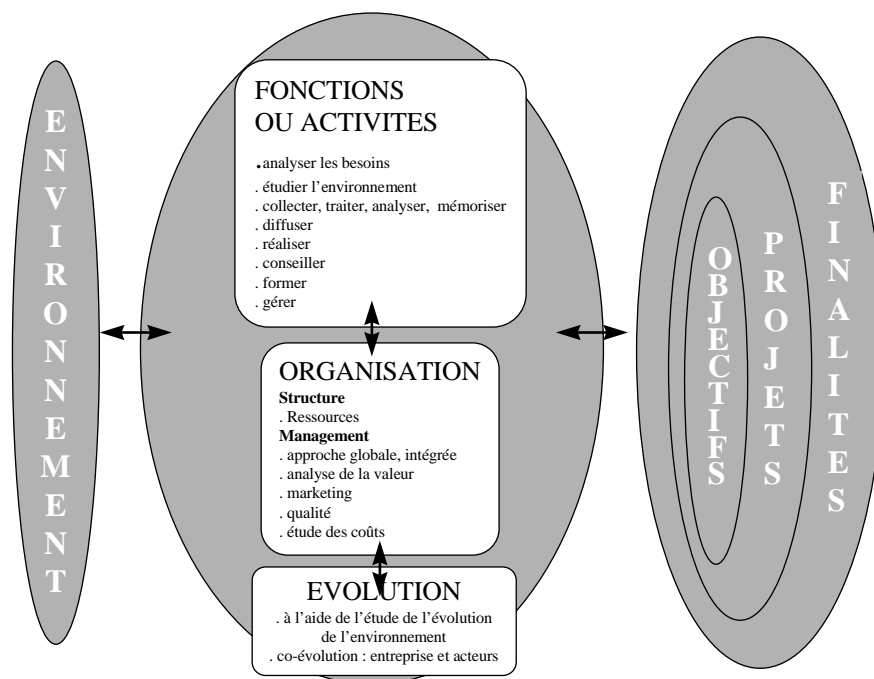 ENVIRONNEMENT
FONCTIONS
OU ACTIVITES
. analyser les besoins
. étudier l’environnement
. collecter, traiter, analyser, mémoriser
. diffuser
. réaliser
. conseiller
. former
. gérer
ORGANISATION
Structure
. Ressources
Management
. approche globale, intégrée
. analyse de la valeur
. marketing
. qualité
. étude des coûts
EVOLUTION
. à l’aide de l’étude de l’évolution
de l’environnement
. co-évolution : entreprise et acteurs
OBJECTIFS
PROJETS
FINALITES